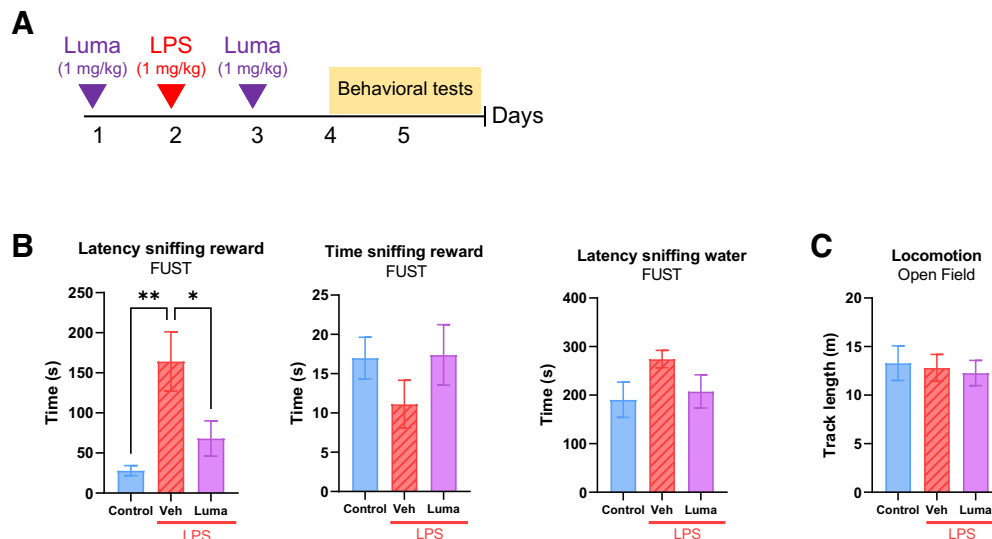 A
Luma LPS Luma
(1 mg/kg) (1 mg/kg) (1 mg/kg)
Behavioral tests
Days
1 2 3 4 5
B
Latency sniffing reward
FUST
** *
Time (s)
250
200
150
100
50
0
Control Veh Luma
LPS
Time sniffing reward
FUST
Time (s)
25
20
15
10
5
0
Control Veh Luma
LPS
Latency sniffing water
FUST
Time (s)
400
300
200
100
0
Control Veh Luma
LPS
C
Locomotion
Open Field
Track length (m)
20
15
10
5
0
Control Veh Luma
LPS